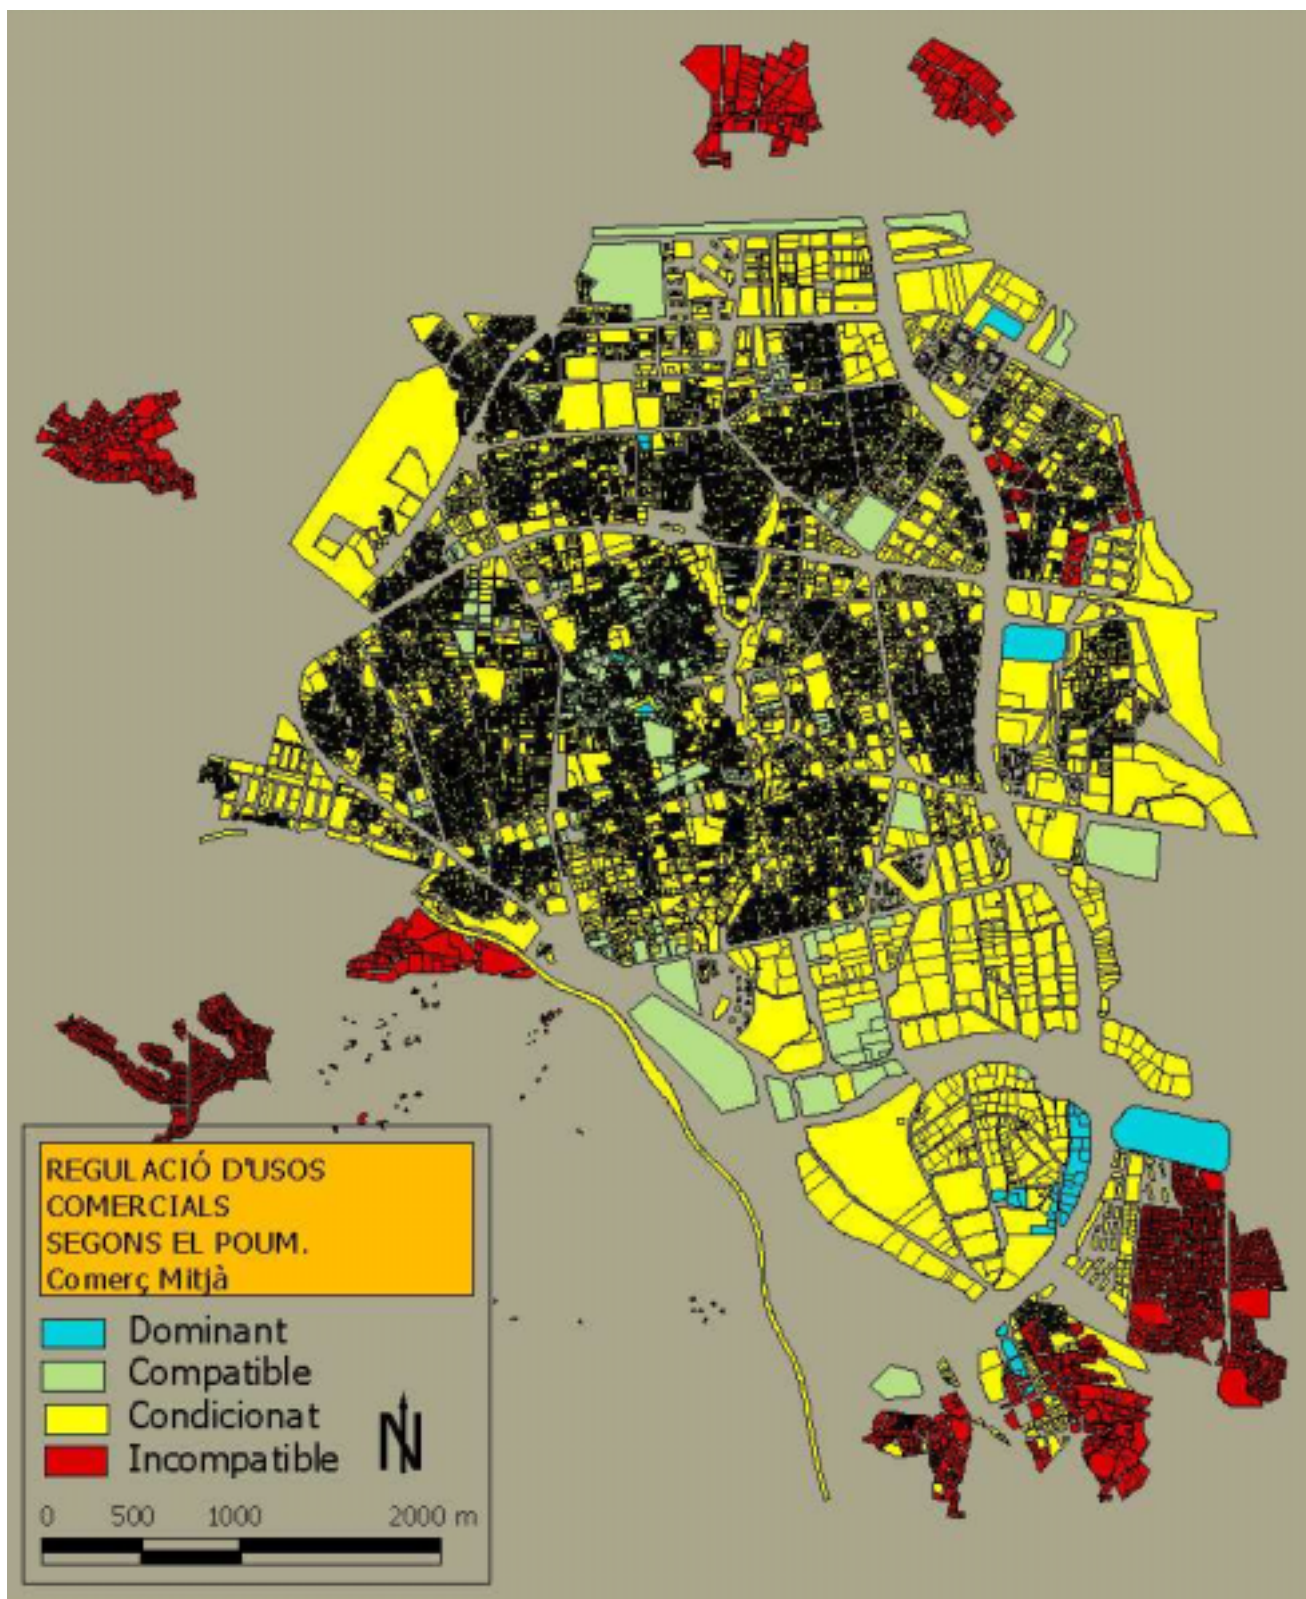 REGULACIÓ D'USOS
COMERCIALS
SEGONS EL POUM.
Comerç Mitjà
Dominant
Compatible
Condicionat
Incompatible
N
0 500 1000 2000 m